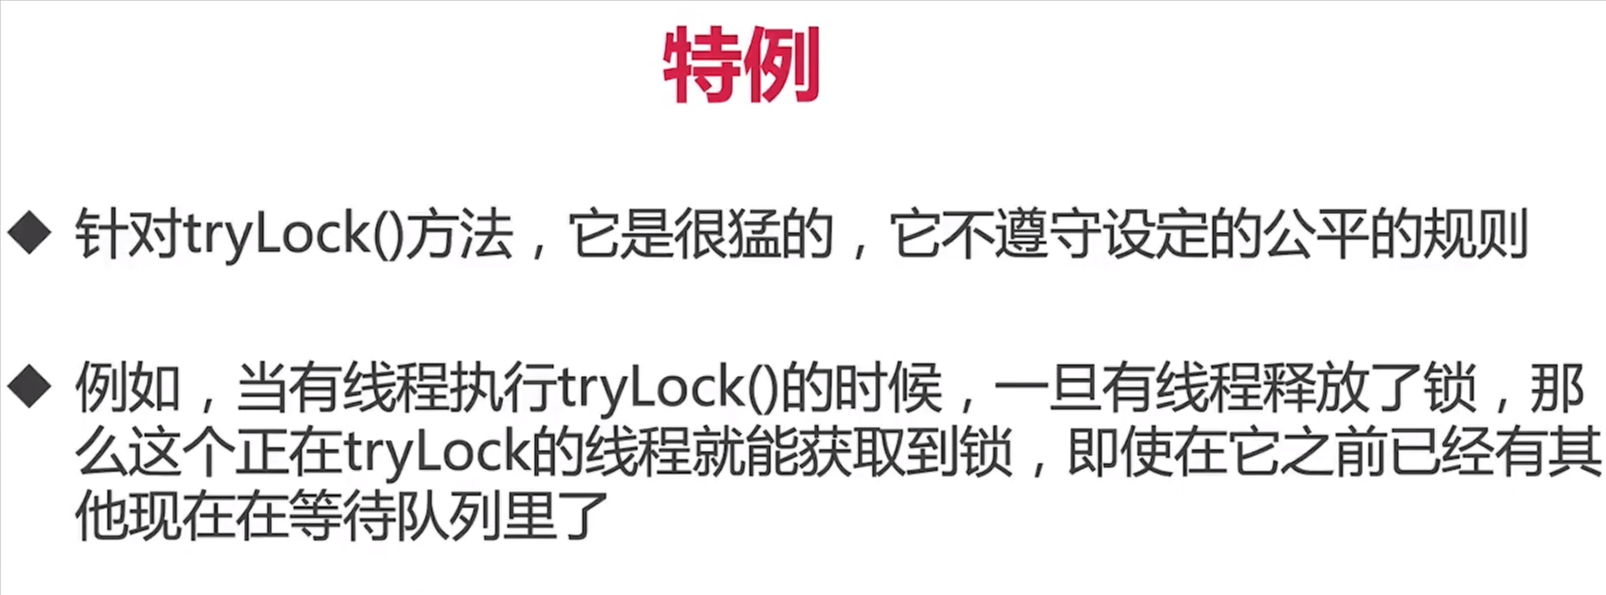 特例
◆ 针对tryLock()方法，它是很猛的，它不遵守设定的公平的规则
◆ 例如，当有线程执行tryLock()的时候，一旦有线程释放了锁，那
么这个正在tryLock的线程就能获取到锁，即使在它之前已经有其
他现在在等待队列里了